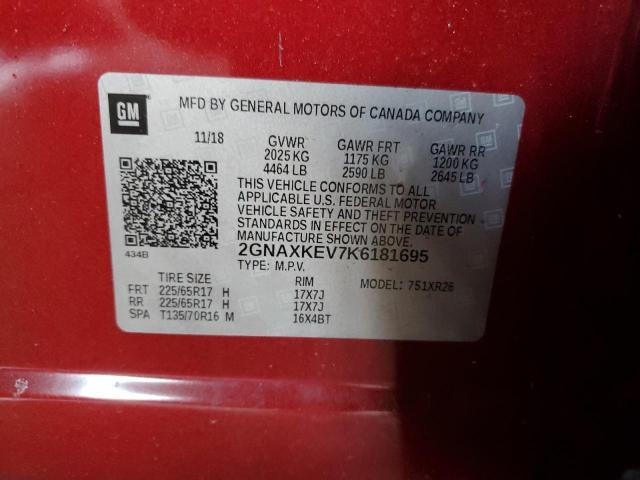 GM
MFD BY GENERAL MOTORS OF CANADA COMPANY
11/18 GVWR GAWR FRT GAWR RR
2025 KG 1175 KG 1200 KG
4464 LB 2590 LB 2645 LB
THIS VEHICLE CONFORMS TO ALL
APPLICABLE U.S. FEDERAL MOTOR
VEHICLE SAFETY AND THEFT PREVENTION
STANDARDS IN EFFECT ON THE DATE OF
MANUFACTURE SHOWN ABOVE.
434B
2GNAXKEV7K6181695
TYPE: M.P.V.
TIRE SIZE RIM MODEL: 751XR26
FRT 225/65R17 H 17X7J
RR 225/65R17 H 17X7J
SPA T135/70R16 M 16X4BT